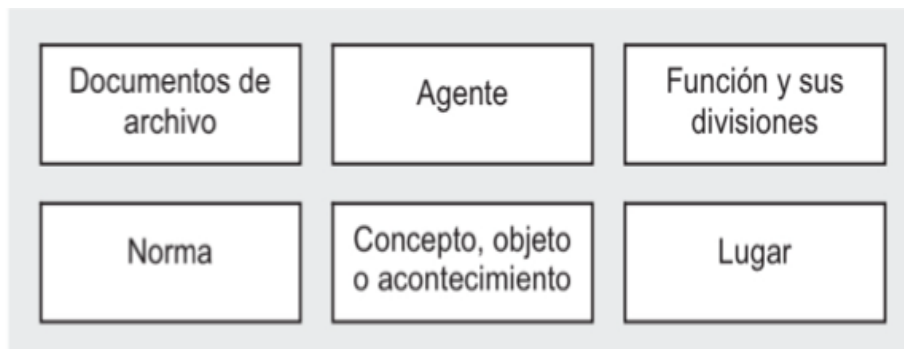 Documentos de
archivo
Agente
Función y sus
divisiones
Norma
Concepto, objeto
o acontecimiento
Lugar